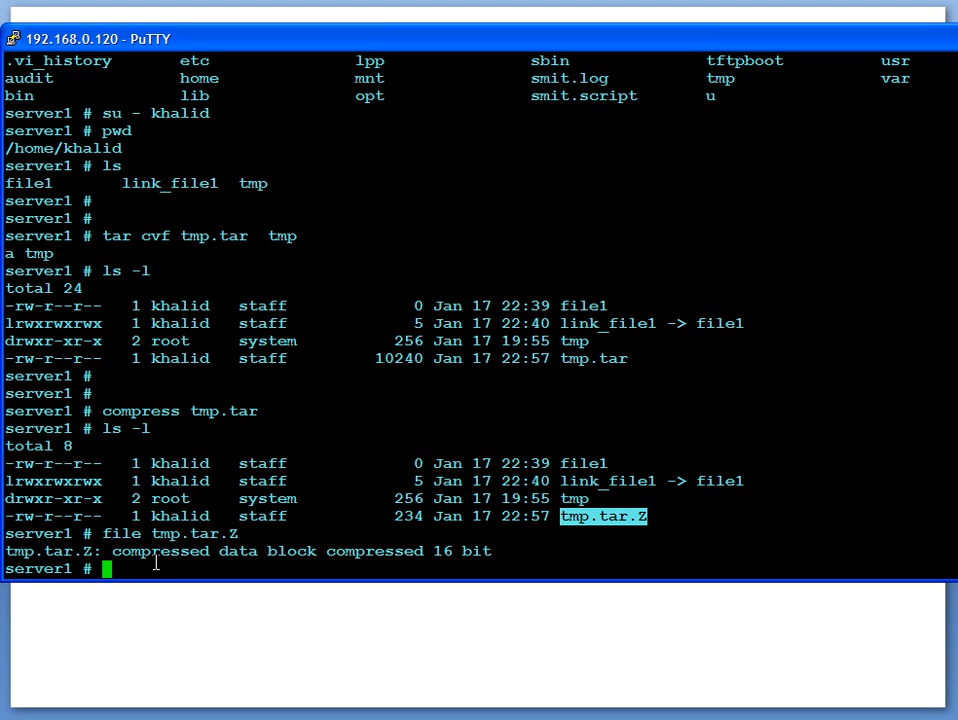 192.168.0.120 - PuTTY
.vi_history etc lpp sbin tftpboot usr
audit home mnt smit.log tmp var
bin lib opt smit.script u
server1 # su - khalid
server1 # pwd
/home/khalid
server1 # ls
file1 link_file1 tmp
server1 #
server1 #
server1 # tar cvf tmp.tar tmp
a tmp
server1 # ls -l
total 24
-rw-r--r-- 1 khalid staff 0 Jan 17 22:39 file1
lrwxrwxrwx 1 khalid staff 5 Jan 17 22:40 link_file1 -> file1
drwxr-xr-x 2 root system 256 Jan 17 19:55 tmp
-rw-r--r-- 1 khalid staff 10240 Jan 17 22:57 tmp.tar
server1 #
server1 #
server1 # compress tmp.tar
server1 # ls -l
total 8
-rw-r--r-- 1 khalid staff 0 Jan 17 22:39 file1
lrwxrwxrwx 1 khalid staff 5 Jan 17 22:40 link_file1 -> file1
drwxr-xr-x 2 root system 256 Jan 17 19:55 tmp
-rw-r--r-- 1 khalid staff 234 Jan 17 22:57 tmp.tar.Z
server1 # file tmp.tar.Z
tmp.tar.Z: compressed data block compressed 16 bit
server1 #